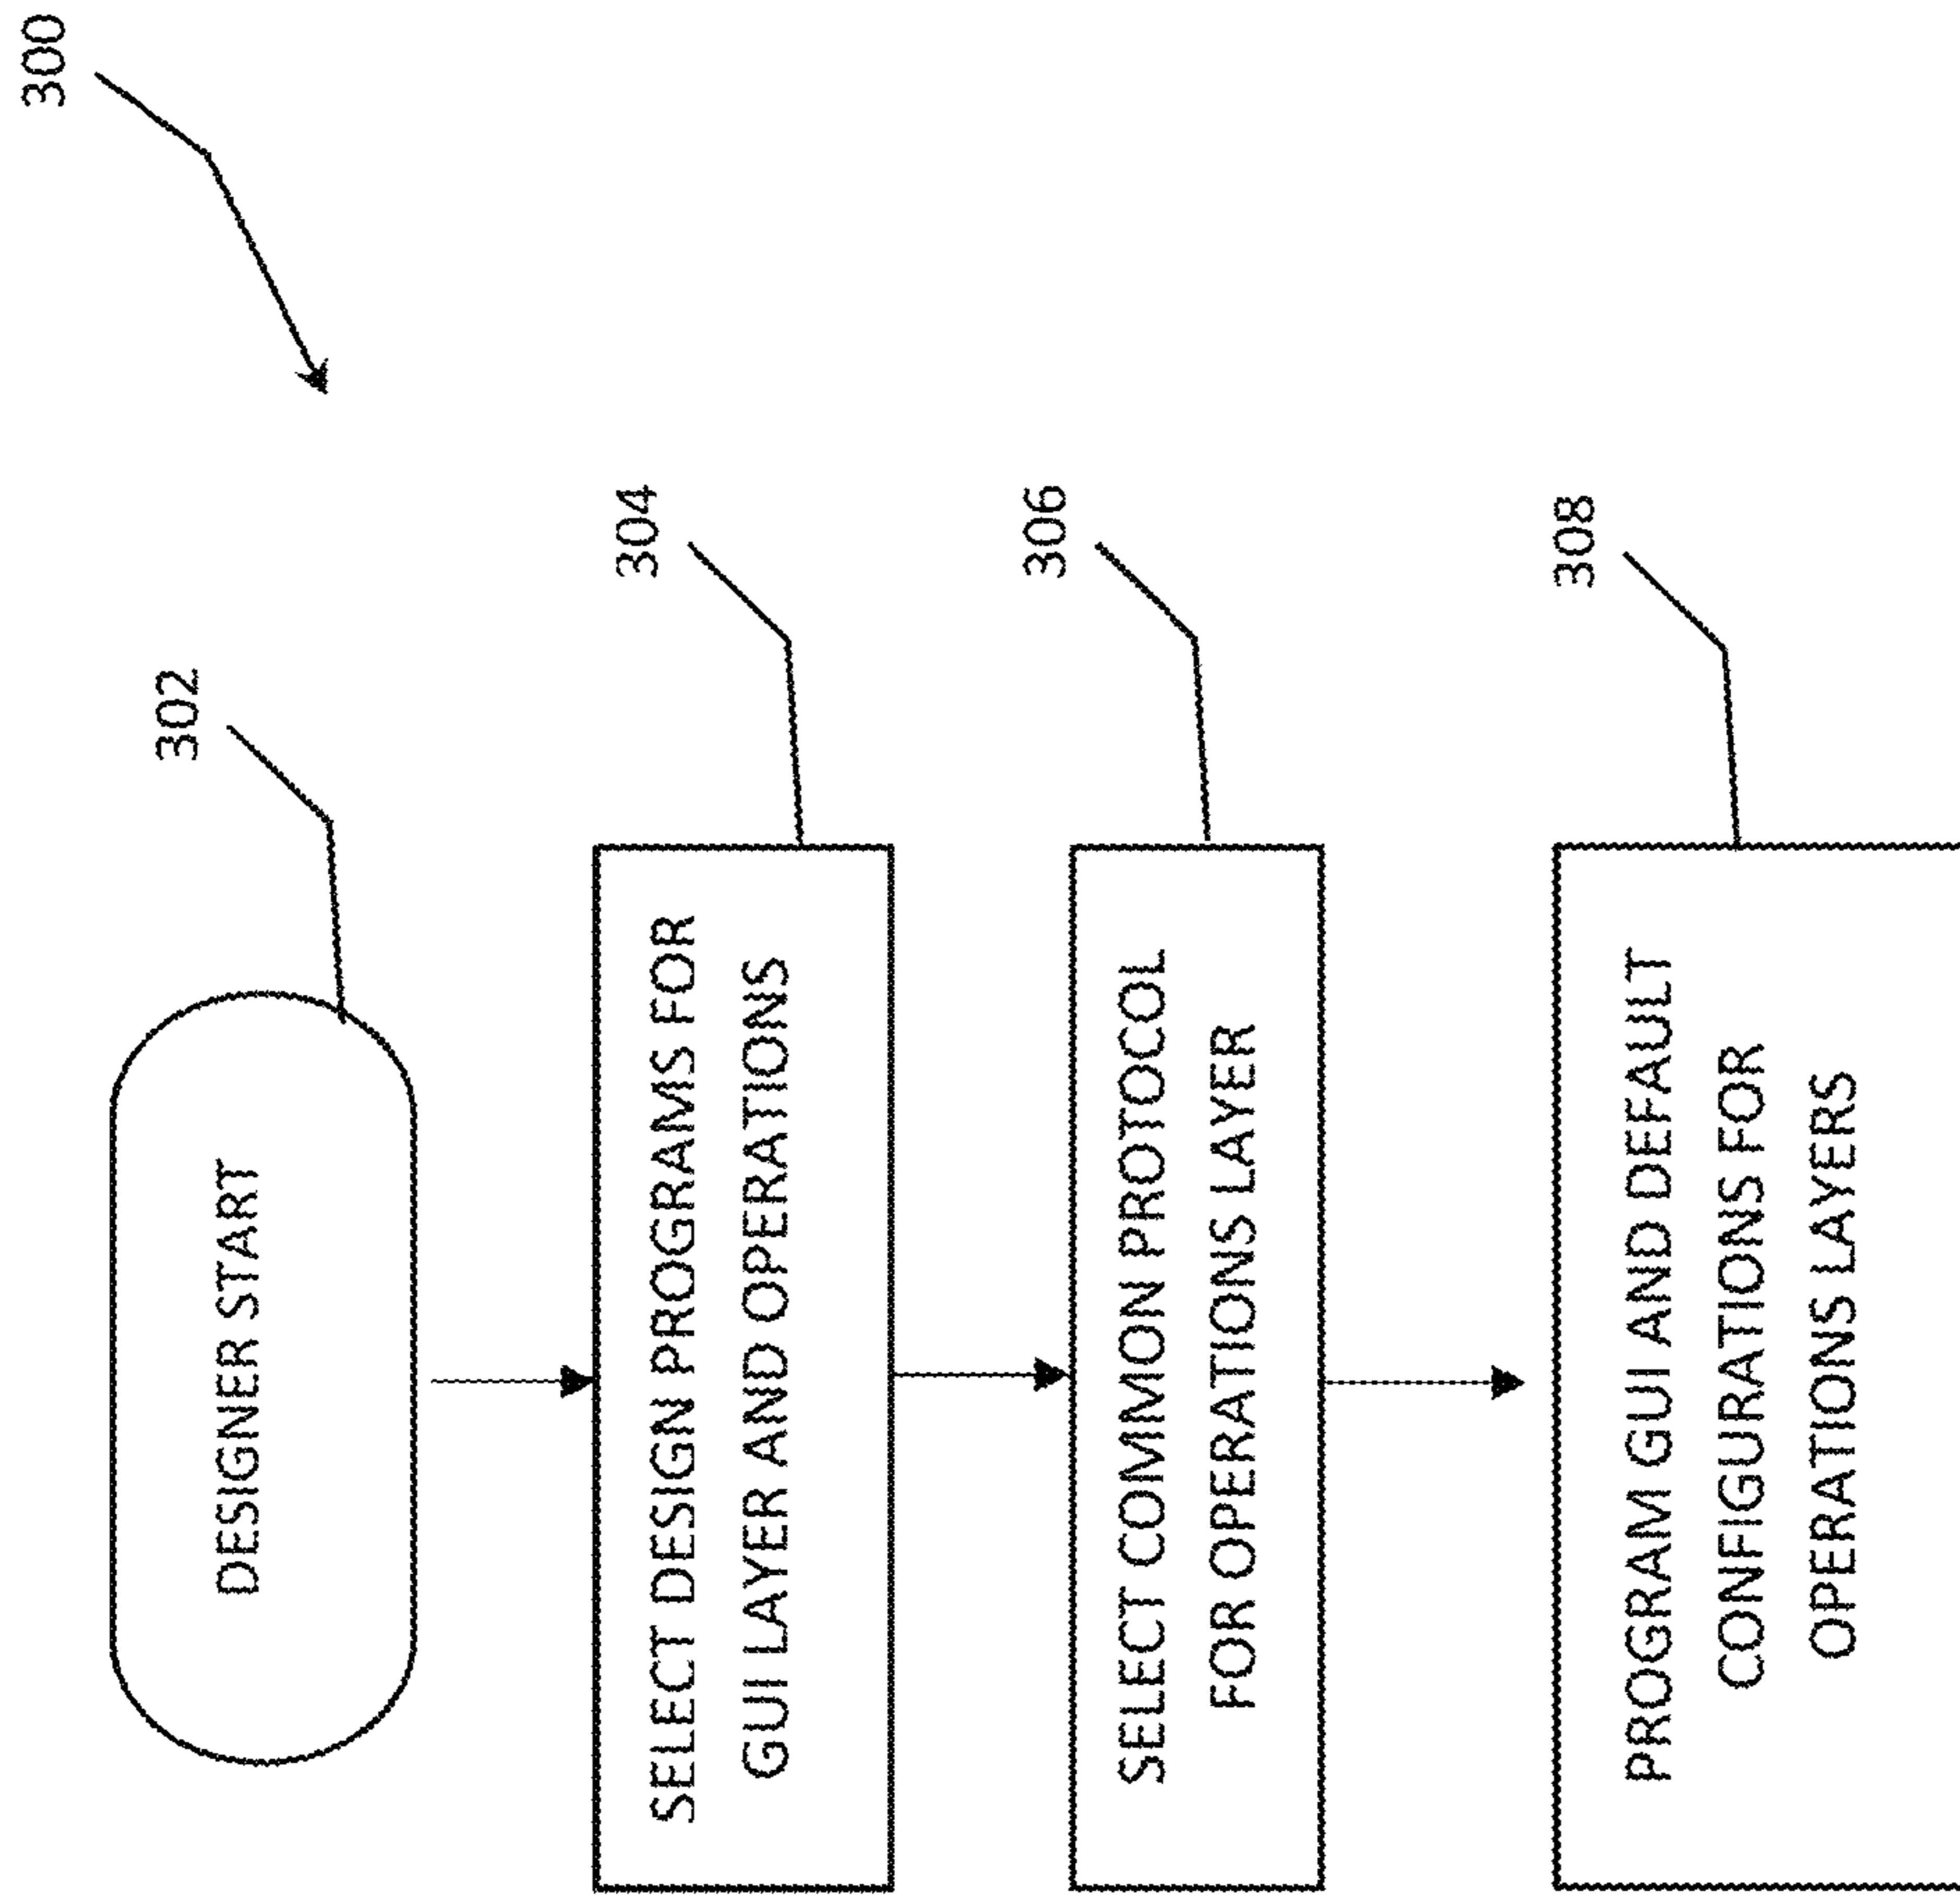 300
302
DESIGNER START
304
SELECT DESIGN PROGRAMS FOR
GUI LAYER AND OPERATIONS
306
SELECT COMMON PROTOCOL
FOR OPERATIONS LAYER
308
PROGRAM GUI AND DEFAULT
CONFIGURATIONS FOR
OPERATIONS LAYERS